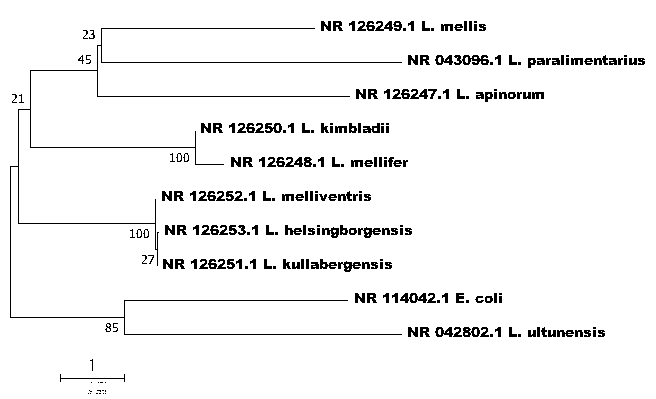 NR 126249.1 L. mellis
23
45
NR 043096.1 L. paralimentarius
NR 126247.1 L. apinorum
21
NR 126250.1 L. kimbladii
100
NR 126248.1 L. mellifer
NR 126252.1 L. melliventris
100
NR 126253.1 L. helsingborgensis
27
NR 126251.1 L. kullabergensis
NR 114042.1 E. coli
85
NR 042802.1 L. ultunensis
1